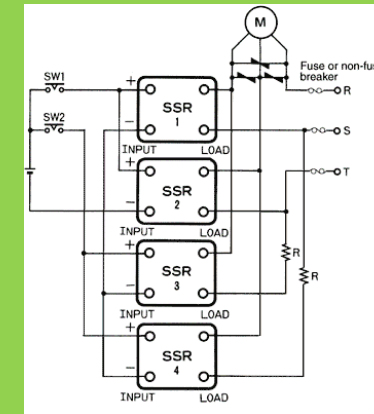 M
Fuse or non-fus
breaker
SW1
+
SSR
1
R
SW2
−
S
INPUT
LOAD
+
SSR
2
T
−
INPUT
LOAD
+
SSR
3
R
−
R
INPUT
LOAD
+
SSR
4
−
INPUT
LOAD